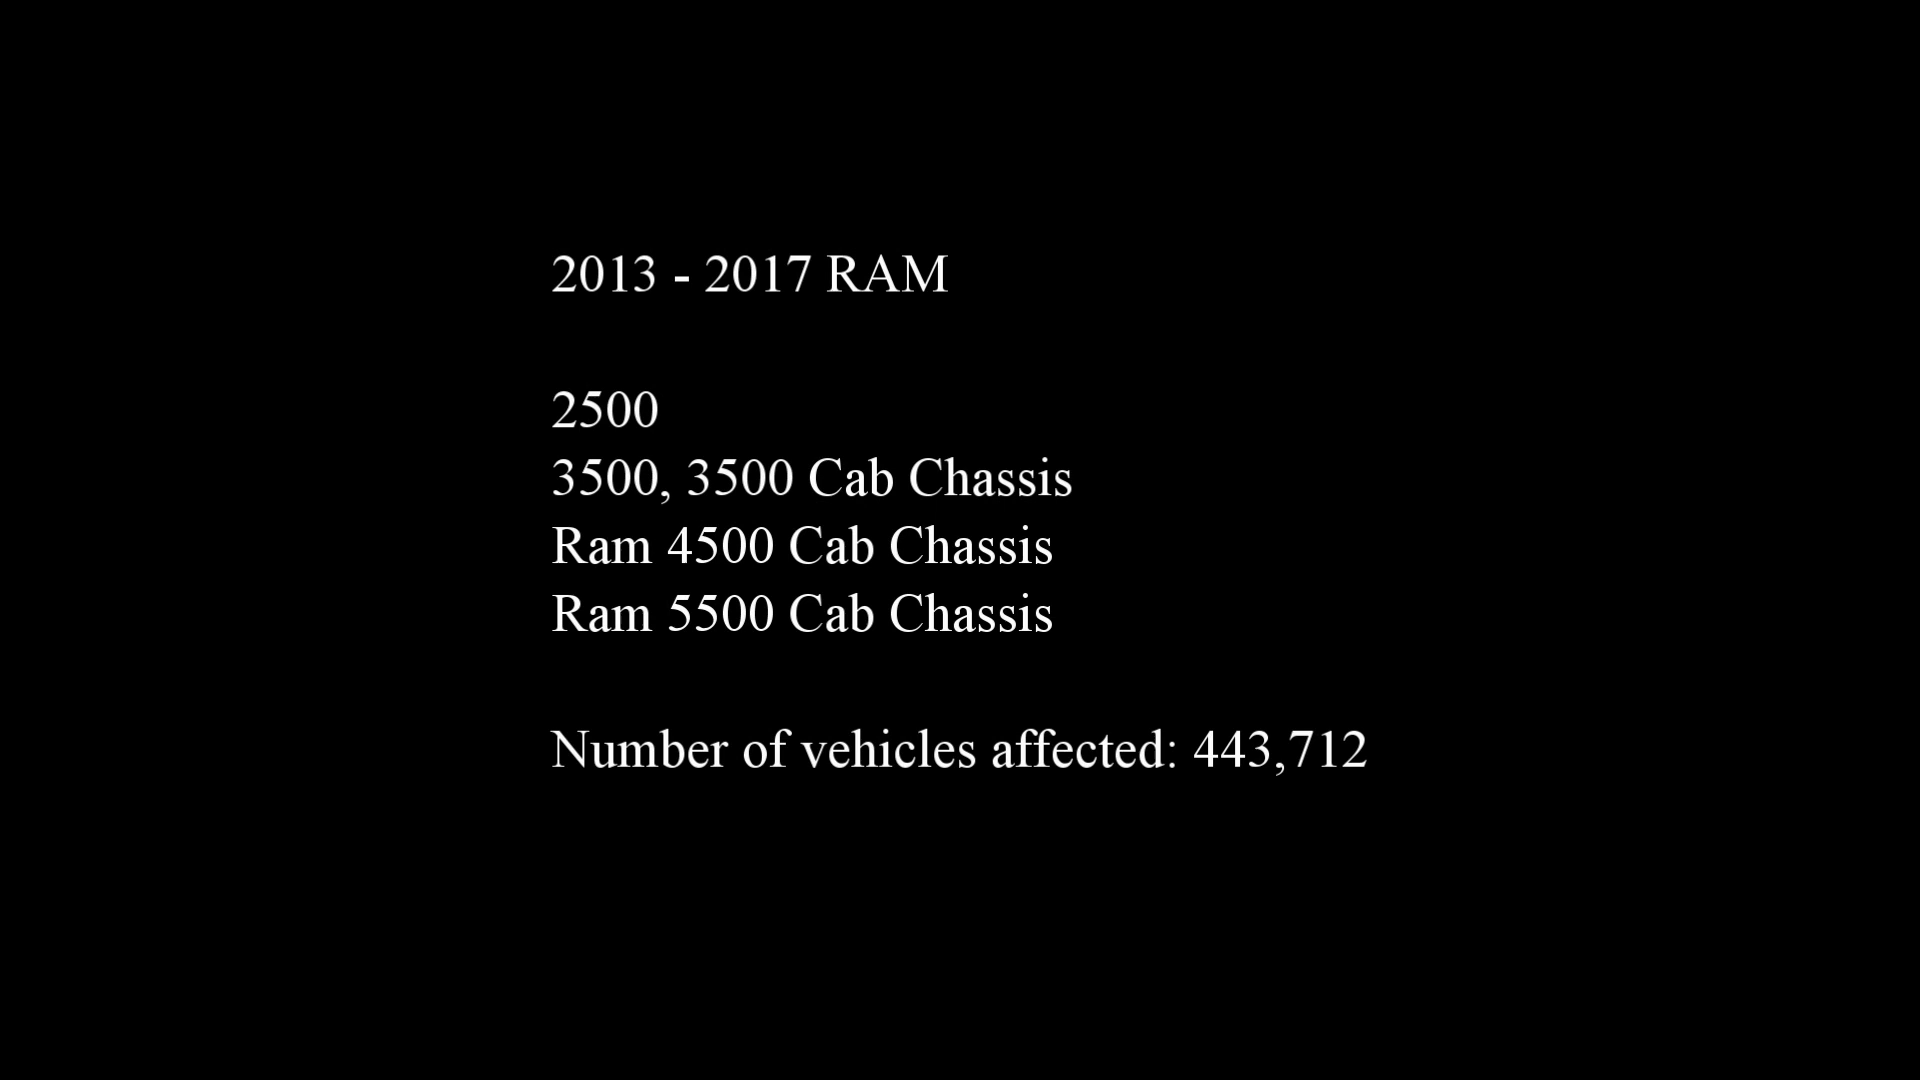 2013 - 2017 RAM
2500
3500, 3500 Cab Chassis
Ram 4500 Cab Chassis
Ram 5500 Cab Chassis
Number of vehicles affected: 443,712